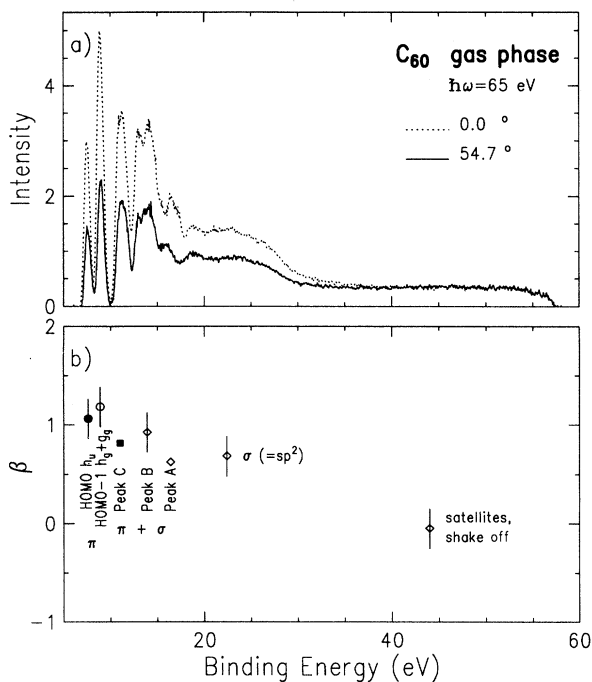 a)
C60 gas phase
ħω=65 eV
0.0 °
54.7 °
Intensity
4
2
0
b)
2
1
0
−1
β
HOMO hu
HOMO−1 hg+gg
Peak C
Peak B
Peak A
π
π + σ
σ (=sp²)
satellites,
shake off
20
40
60
Binding Energy (eV)